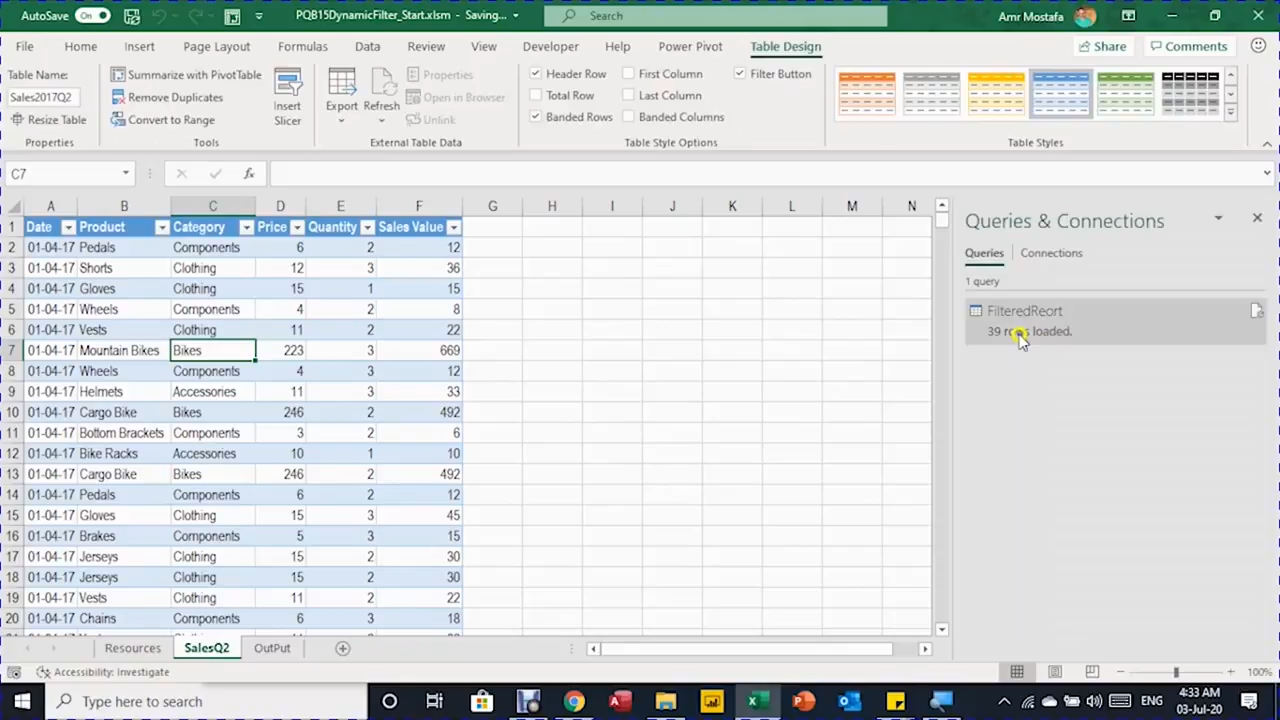 AutoSave On PQB15DynamicFilter_Start.xlsm - Saving... Search Amr Mostafa
File Home Insert Page Layout Formulas Data Review View Developer Help Power Pivot Table Design Share Comments
Table Name: Summarize with PivotTable Properties Header Row First Column Filter Button
Sales2017Q2 Remove Duplicates Insert Export Refresh Open in Browser Total Row Last Column
Resize Table Convert to Range Slicer Unlink Banded Rows Banded Columns
Properties Tools External Table Data Table Style Options Table Styles
C7 fx
A B C D E F G H I J K L M N
1 Date Product Category Price Quantity Sales Value
2 01-04-17 Pedals Components 6 2 12
3 01-04-17 Shorts Clothing 12 3 36
4 01-04-17 Gloves Clothing 15 1 15
5 01-04-17 Wheels Components 4 2 8
6 01-04-17 Vests Clothing 11 2 22
7 01-04-17 Mountain Bikes Bikes 223 3 669
8 01-04-17 Wheels Components 4 3 12
9 01-04-17 Helmets Accessories 11 3 33
10 01-04-17 Cargo Bike Bikes 246 2 492
11 01-04-17 Bottom Brackets Components 3 2 6
12 01-04-17 Bike Racks Accessories 10 1 10
13 01-04-17 Cargo Bike Bikes 246 2 492
14 01-04-17 Pedals Components 6 2 12
15 01-04-17 Gloves Clothing 15 3 45
16 01-04-17 Brakes Components 5 3 15
17 01-04-17 Jerseys Clothing 15 2 30
18 01-04-17 Jerseys Clothing 15 2 30
19 01-04-17 Vests Clothing 11 2 22
20 01-04-17 Chains Components 6 3 18
Queries & Connections
Queries Connections
1 query
FilteredReort
39 rows loaded.
Resources SalesQ2 OutPut
Accessibility: Investigate 100%
Type here to search ENG 4:33 AM
03-Jul-20